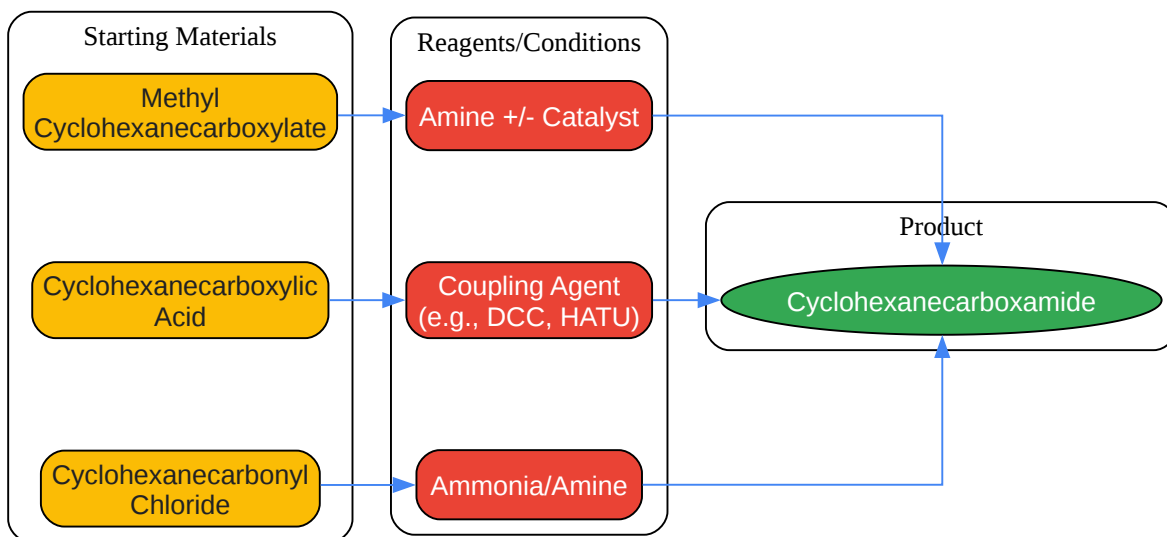 Starting Materials
Reagents/Conditions
Methyl
Cyclohexanecarboxylate
Amine +/- Catalyst
Product
Cyclohexanecarboxylic
Acid
Coupling Agent
(e.g., DCC, HATU)
Cyclohexanecarboxamide
Cyclohexanecarbonyl
Chloride
Ammonia/Amine